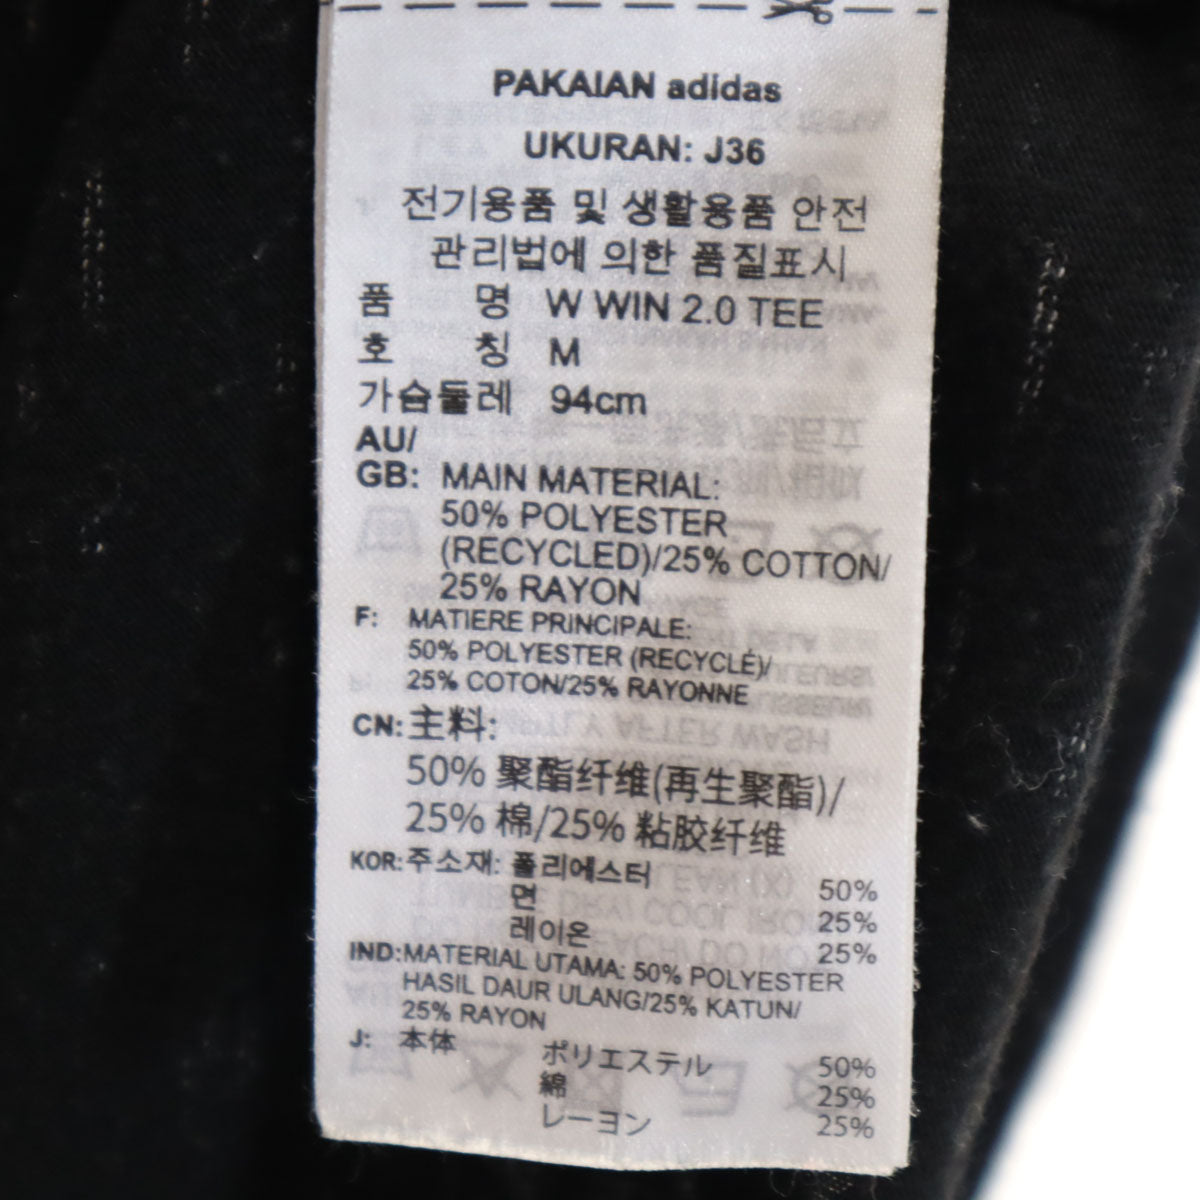 PAKAIAN adidas
UKURAN: J36
전기용품 및 생활용품 안전
관리법에 의한 품질표시
품 명 W WIN 2.0 TEE
호 칭 M
가슴둘레 94cm
AU/
GB: MAIN MATERIAL:
50% POLYESTER
(RECYCLED)/25% COTTON/
25% RAYON
F: MATIERE PRINCIPALE:
50% POLYESTER (RECYCLÉ)/
25% COTON/25% RAYONNE
CN: 主料:
50% 聚酯纤维(再生聚酯)/
25% 棉/25% 粘胶纤维
KOR: 주소재: 폴리에스터 50%
면 25%
레이온 25%
IND: MATERIAL UTAMA: 50% POLYESTER
HASIL DAUR ULANG/25% KATUN/
25% RAYON
J: 本体 ポリエステル 50%
綿 25%
レーヨン 25%